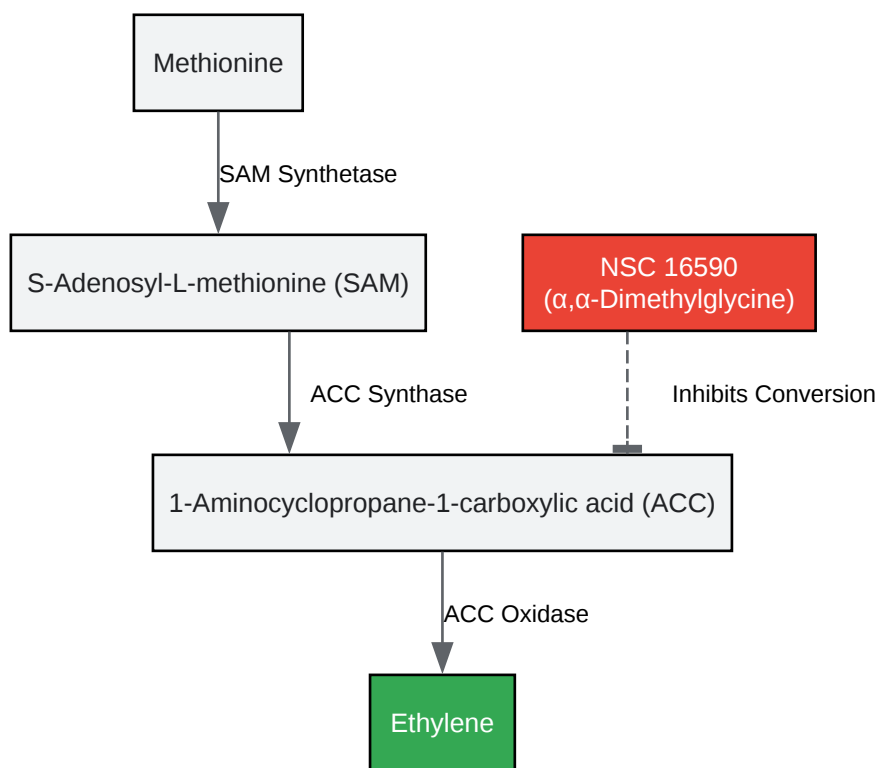 Methionine
SAM Synthetase
S-Adenosyl-L-methionine (SAM)
NSC 16590
(α,α-Dimethylglycine)
ACC Synthase
Inhibits Conversion
1-Aminocyclopropane-1-carboxylic acid (ACC)
ACC Oxidase
Ethylene